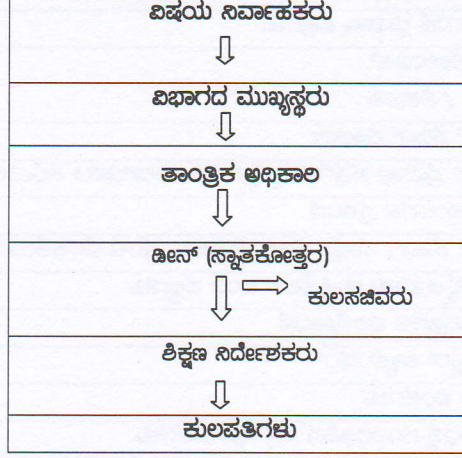 ವಿಷಯ ನಿರ್ವಾಹಕರು
ವಿಭಾಗದ ಮುಖ್ಯಸ್ಥರು
ತಾಂತ್ರಿಕ ಅಧಿಕಾರಿ
ಡೀನ್ (ಸ್ನಾತಕೋತ್ತರ)
ಕುಲಸಚಿವರು
ಶಿಕ್ಷಣ ನಿರ್ದೇಶಕರು
ಕುಲಪತಿಗಳು